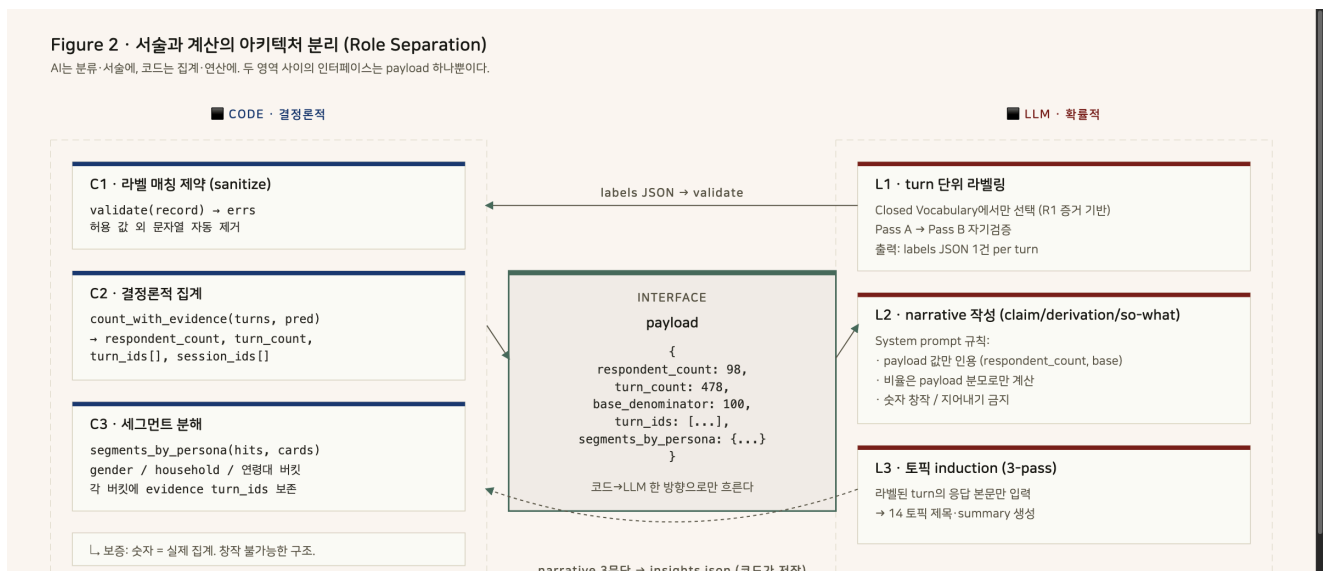 Figure 2 · 서술과 계산의 아키텍처 분리 (Role Separation)
AI는 분류·서술에, 코드는 집계·연산에. 두 영역 사이의 인터페이스는 payload 하나뿐이다.
CODE · 결정론적
C1 · 라벨 매칭 제약 (sanitize)
validate(record) → errs
허용 값 외 문자열 자동 제거
C2 · 결정론적 집계
count_with_evidence(turns, pred)
→ respondent_count, turn_count,
turn_ids[], session_ids[]
C3 · 세그먼트 분해
segments_by_persona(hits, cards)
gender / household / 연령대 버킷
각 버킷에 evidence turn_ids 보존
↳ 보증: 숫자 = 실제 집계. 창작 불가능한 구조.
labels JSON → validate
INTERFACE
payload
{
respondent_count: 98,
turn_count: 478,
base_denominator: 100,
turn_ids: [...],
segments_by_persona: {...}
}
코드→LLM 한 방향으로만 흐른다
narrative 3문단 → insights.json (코드가 저장)
LLM · 확률적
L1 · turn 단위 라벨링
Closed Vocabulary에서만 선택 (R1 증거 기반)
Pass A → Pass B 자기검증
출력: labels JSON 1건 per turn
L2 · narrative 작성 (claim/derivation/so-what)
System prompt 규칙:
· payload 값만 인용 (respondent_count, base)
· 비율은 payload 분모로만 계산
· 숫자 창작 / 지어내기 금지
L3 · 토픽 induction (3-pass)
라벨된 turn의 응답 본문만 입력
→ 14 토픽 제목·summary 생성